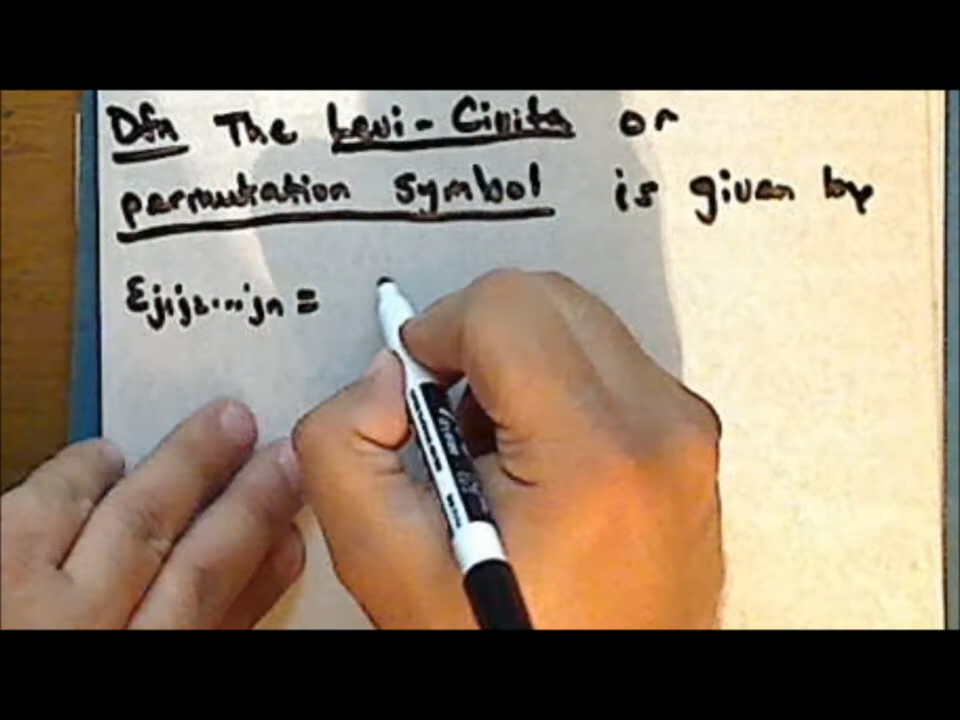 Dfn The Levi-Civita or
permutation symbol is given by
εj₁j₂...jₙ =